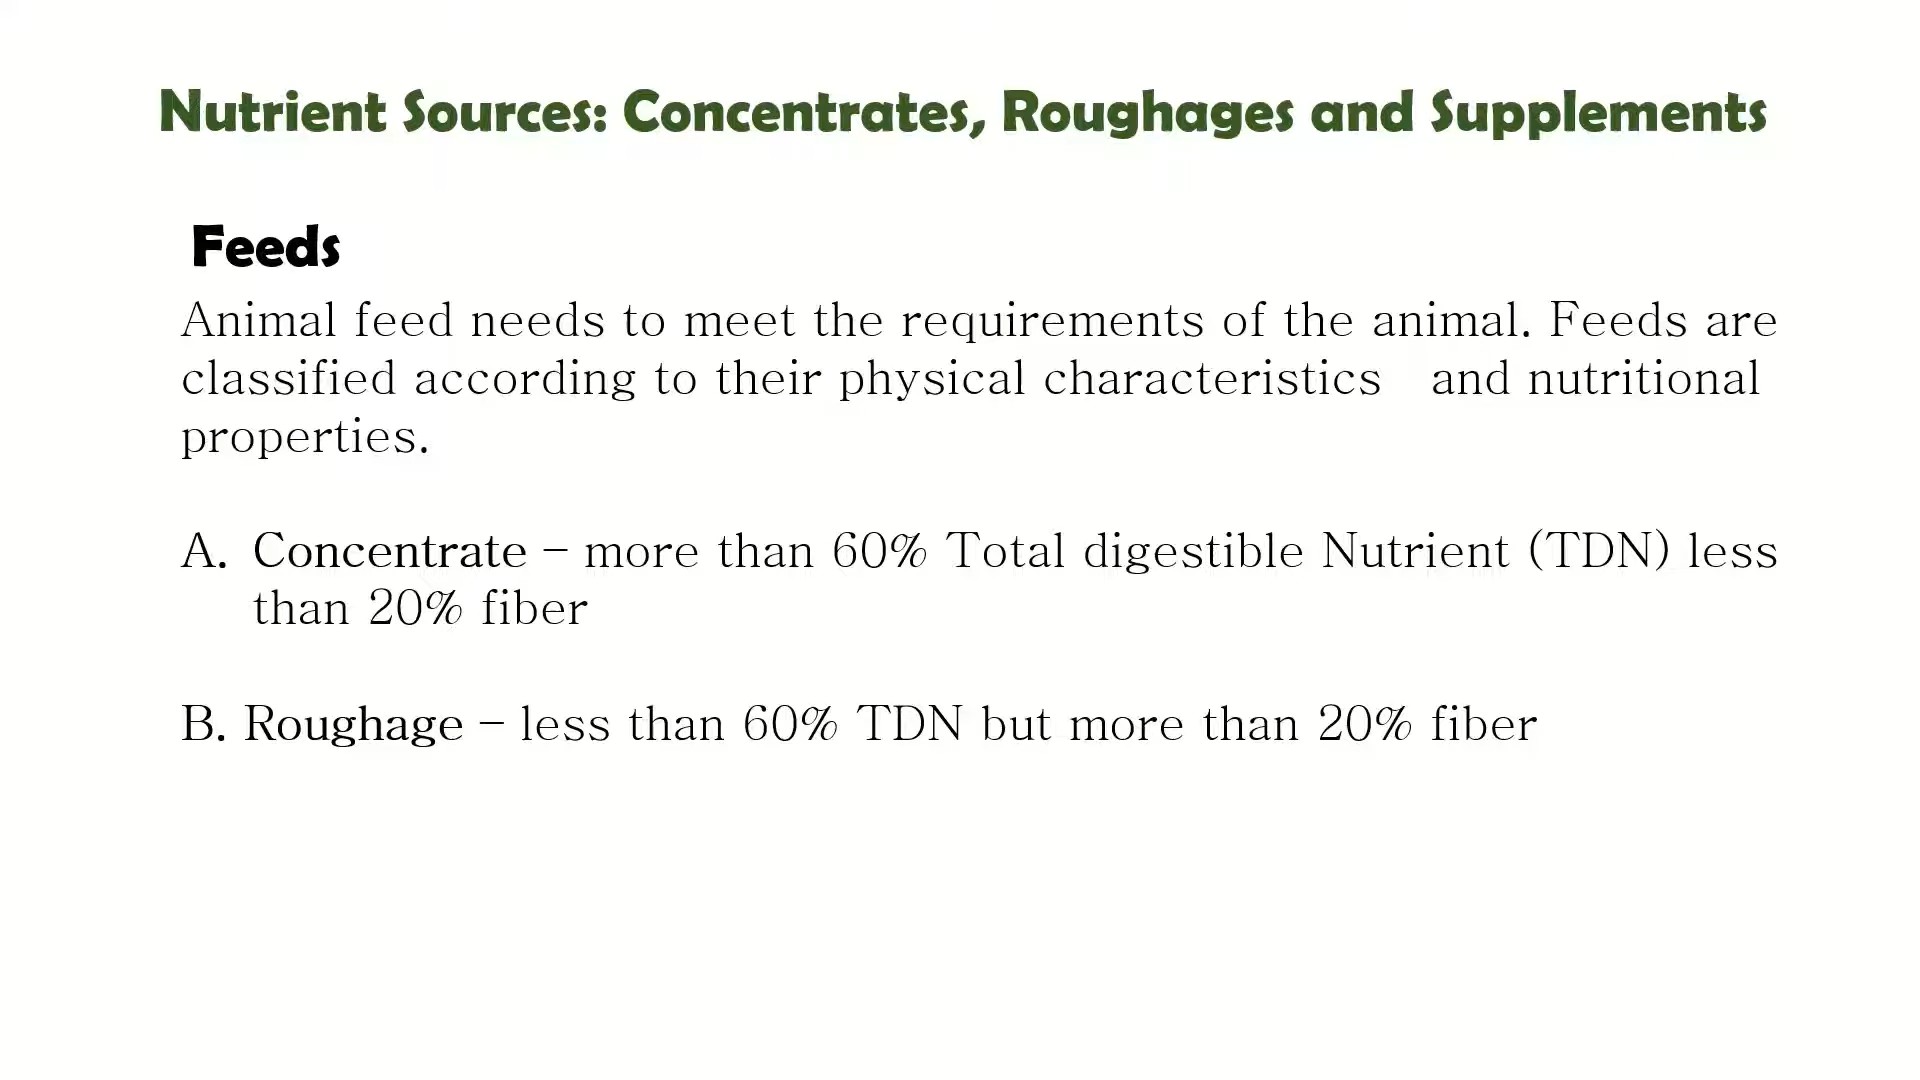 Nutrient Sources: Concentrates, Roughages and Supplements
Feeds
Animal feed needs to meet the requirements of the animal. Feeds are
classified according to their physical characteristics and nutritional
properties.
A. Concentrate – more than 60% Total digestible Nutrient (TDN) less
than 20% fiber
B. Roughage – less than 60% TDN but more than 20% fiber